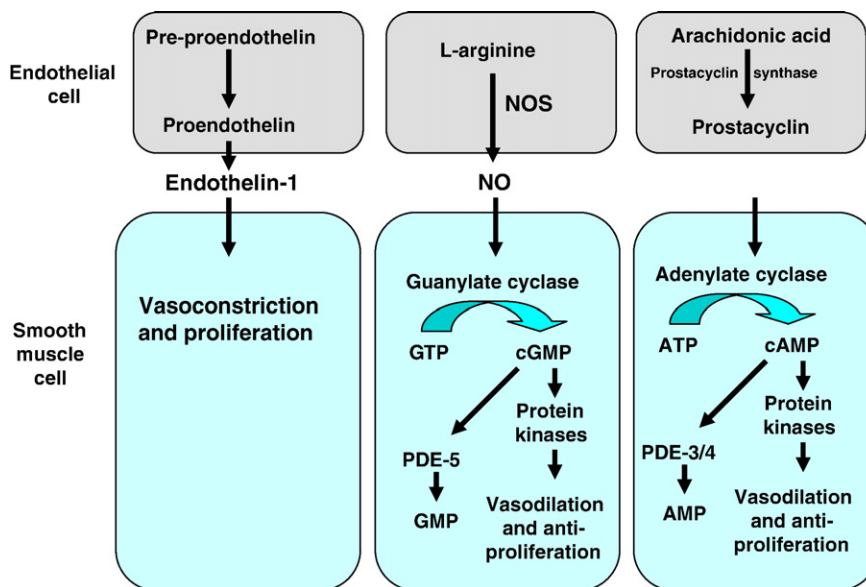 Endothelial
cell
Pre-proendothelin
Proendothelin
Endothelin-1
L-arginine
NOS
NO
Arachidonic acid
Prostacyclin synthase
Prostacyclin
Smooth
muscle
cell
Vasoconstriction
and proliferation
Guanylate cyclase
GTP
cGMP
Protein
kinases
PDE-5
GMP
Vasodilation
and anti-
proliferation
Adenylate cyclase
ATP
cAMP
Protein
kinases
PDE-3/4
AMP
Vasodilation
and anti-
proliferation